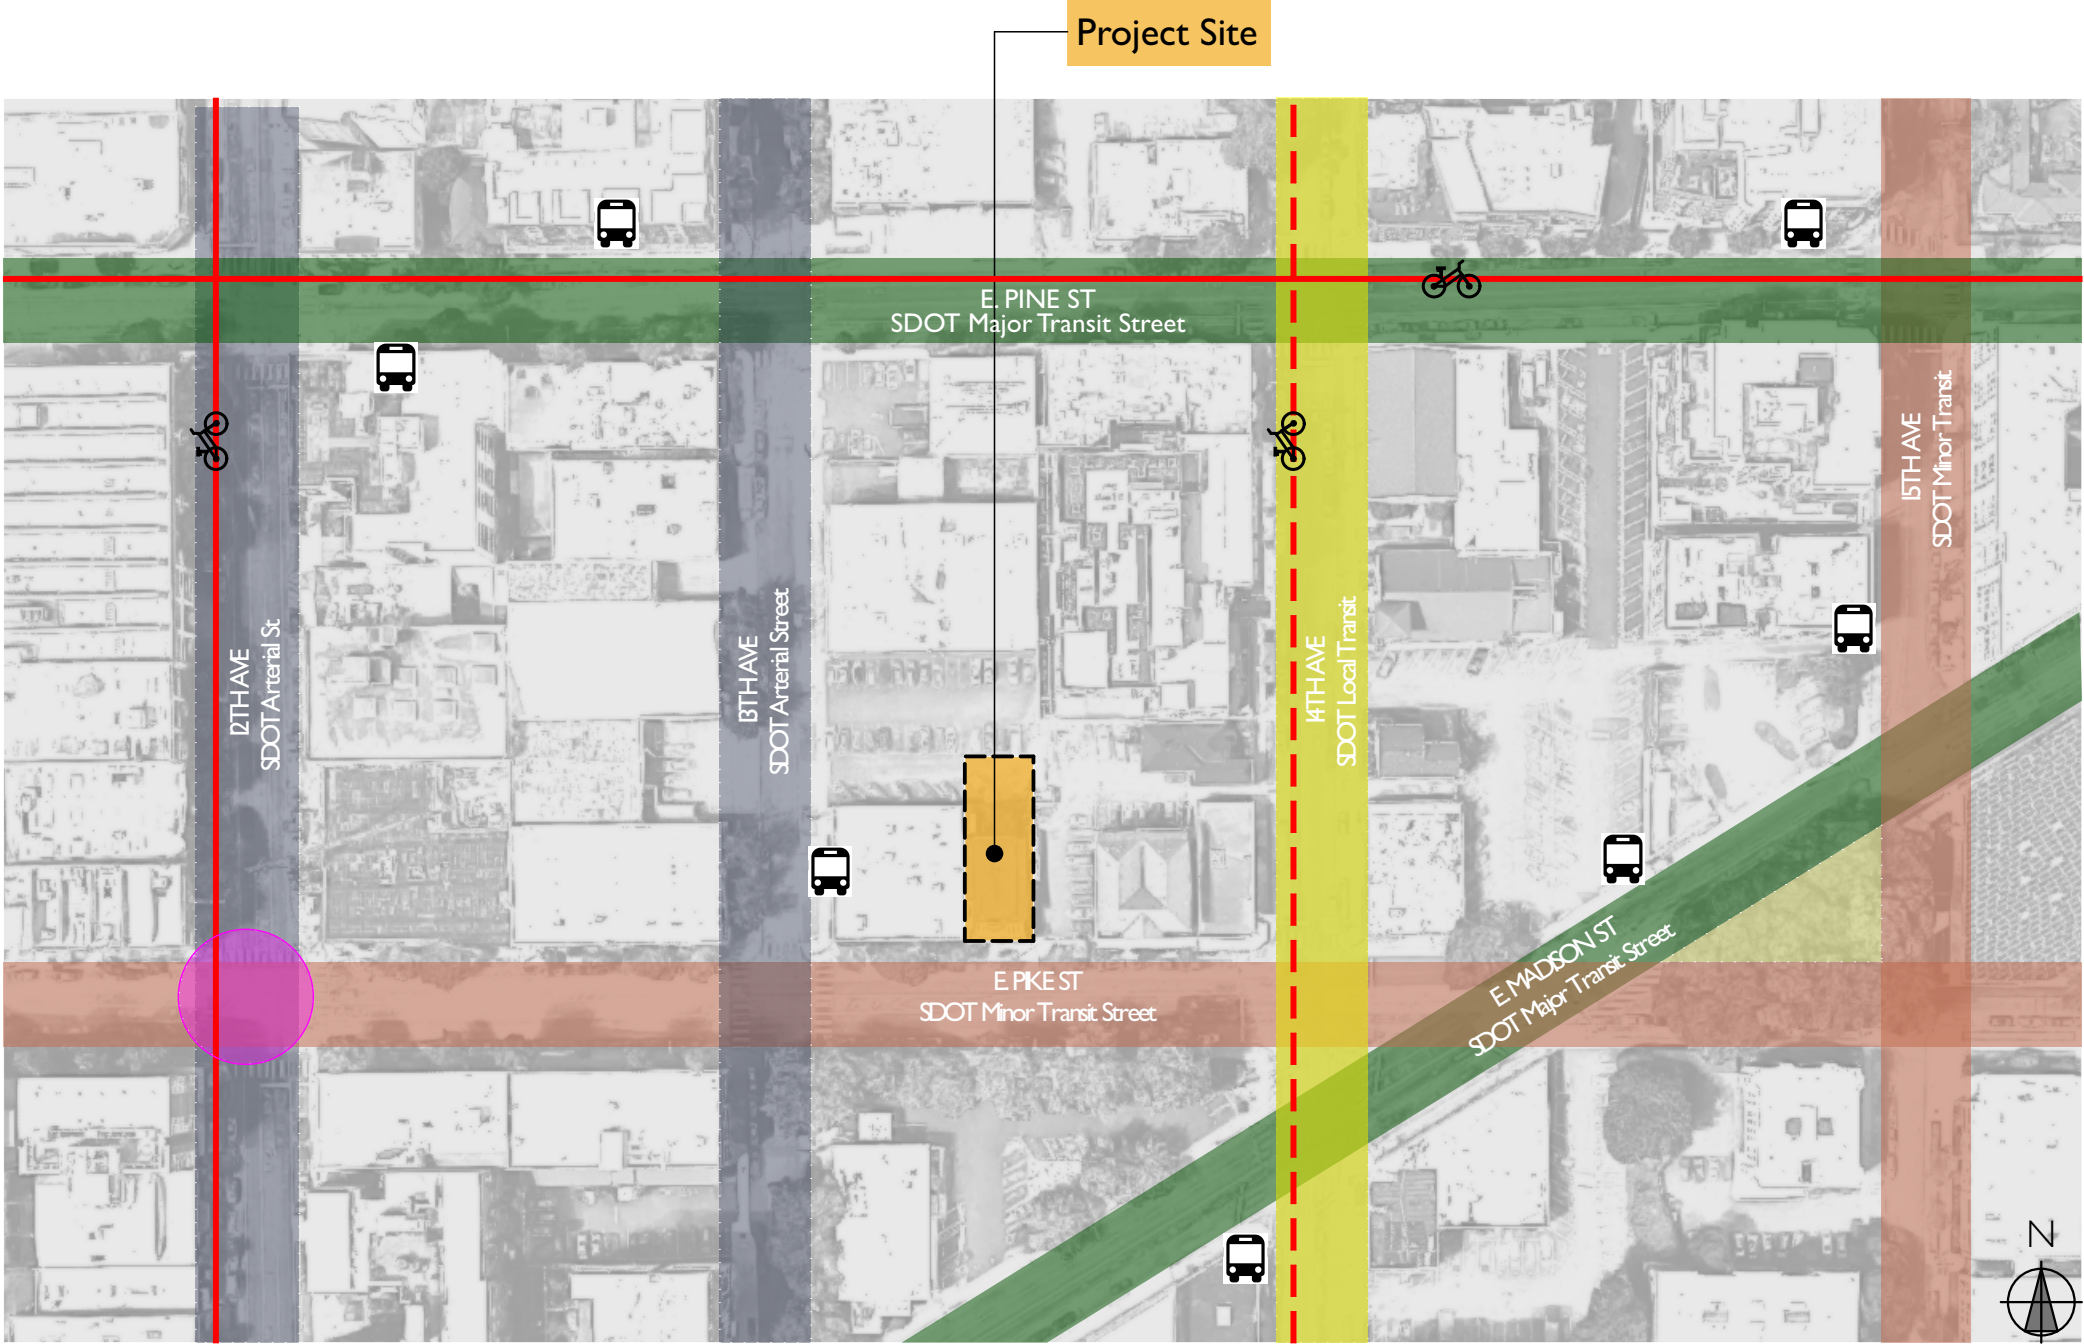 Project Site
E. PINE ST
SDOT Major Transit Street
12TH AVE
SDOT Arterial St
13TH AVE
SDOT Arterial Street
14TH AVE
SDOT Local Transit
15TH AVE
SDOT Minor Transit
E. PIKE ST
SDOT Minor Transit Street
E. MADISON ST
SDOT Major Transit Street
N